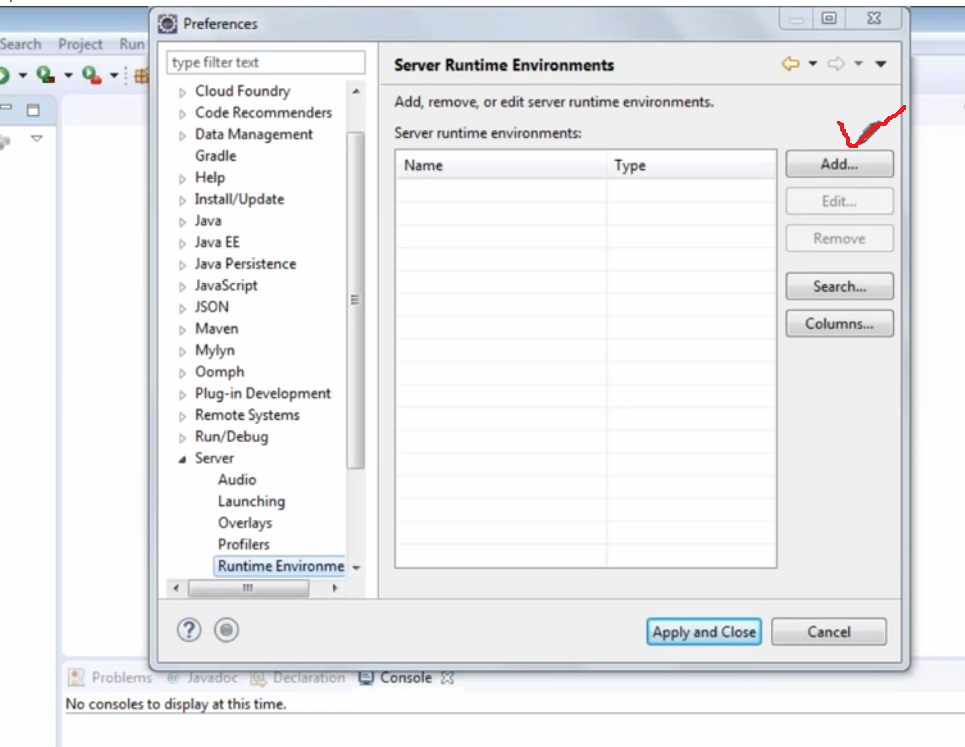 Preferences
Search Project Run
type filter text
Cloud Foundry
Code Recommenders
Data Management
Gradle
Help
Install/Update
Java
Java EE
Java Persistence
JavaScript
JSON
Maven
Mylyn
Oomph
Plug-in Development
Remote Systems
Run/Debug
Server
Audio
Launching
Overlays
Profilers
Runtime Environme
Server Runtime Environments
Add, remove, or edit server runtime environments.
Server runtime environments:
Name Type
Add...
Edit...
Remove
Search...
Columns...
Apply and Close Cancel
Problems @ Javadoc Declaration Console
No consoles to display at this time.